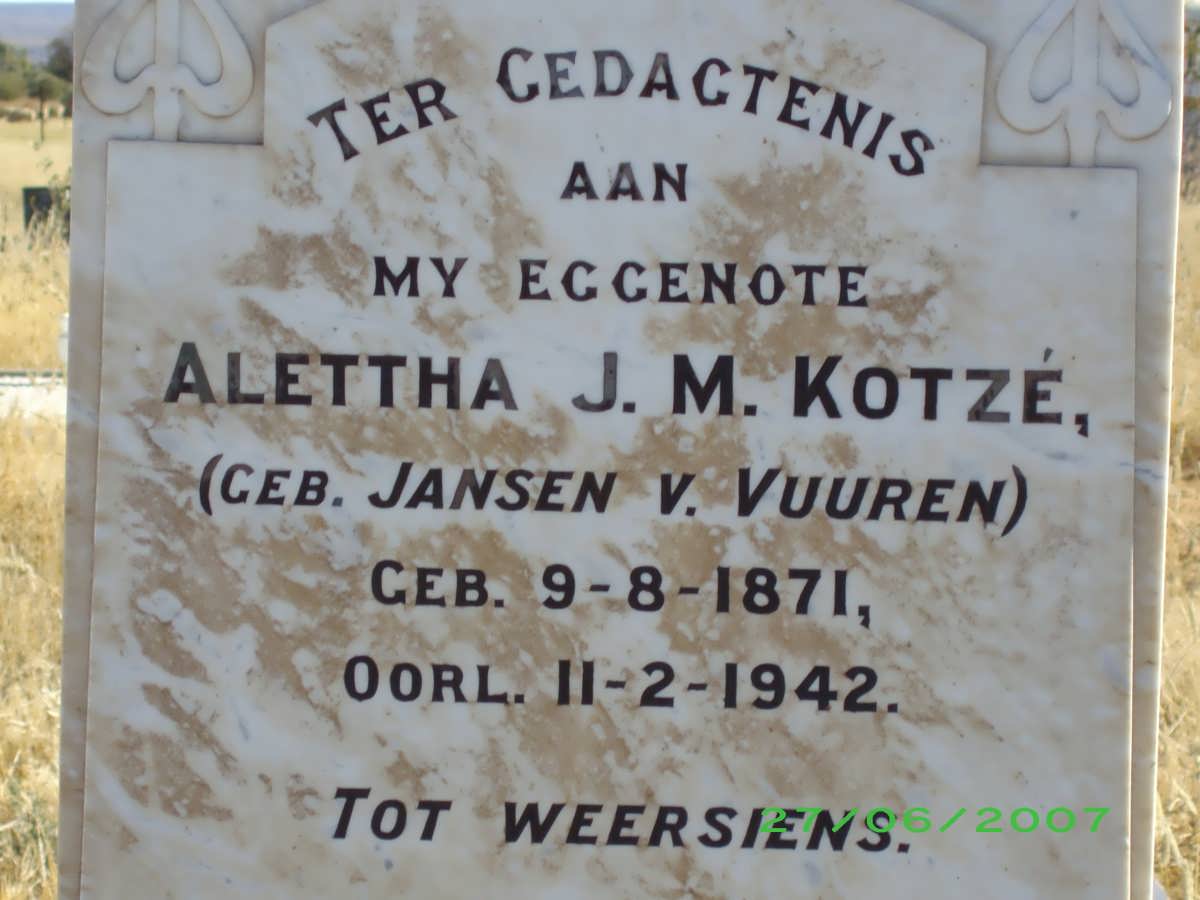 TER GEDAGTENIS
AAN
MY EGGENOTE
ALETTHA J. M. KOTZÉ,
(GEB. JANSEN V. VUUREN)
GEB. 9-8-1871,
OORL. 11-2-1942.
TOT WEERSIENS.
27/06/2007